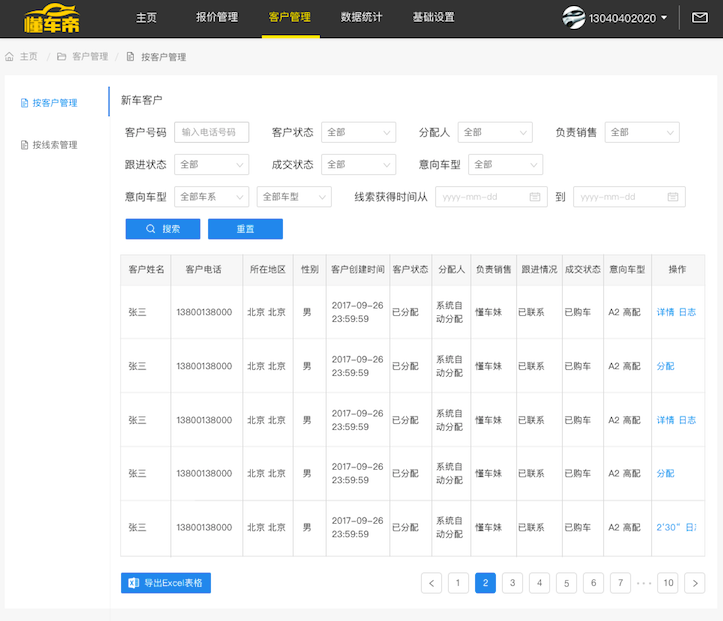 懂车帝 主页 报价管理 客户管理 数据统计 基础设置 13040402020
主页 / 客户管理 / 按客户管理
按客户管理
按线索管理
新车客户
客户号码 输入电话号码 客户状态 全部 分配人 全部 负责销售 全部
跟进状态 全部 成交状态 全部 意向车型 全部
意向车型 全部车系 全部车型 线索获得时间从 yyyy-mm-dd 到 yyyy-mm-dd
搜索 重置
客户姓名 客户电话 所在地区 性别 客户创建时间 客户状态 分配人 负责销售 跟进情况 成交状态 意向车型 操作
张三 13800138000 北京 北京 男 2017-09-26 23:59:59 已分配 系统自动分配 懂车妹 已联系 已购车 A2 高配 详情 日志
张三 13800138000 北京 北京 男 2017-09-26 23:59:59 已分配 系统自动分配 懂车妹 已联系 已购车 A2 高配 分配
张三 13800138000 北京 北京 男 2017-09-26 23:59:59 已分配 系统自动分配 懂车妹 已联系 已购车 A2 高配 详情 日志
张三 13800138000 北京 北京 男 2017-09-26 23:59:59 已分配 系统自动分配 懂车妹 已联系 已购车 A2 高配 分配
张三 13800138000 北京 北京 男 2017-09-26 23:59:59 已分配 系统自动分配 懂车妹 已联系 已购车 A2 高配 2'30" 日
导出Excel表格 < 1 2 3 4 5 6 7 ··· 10 >